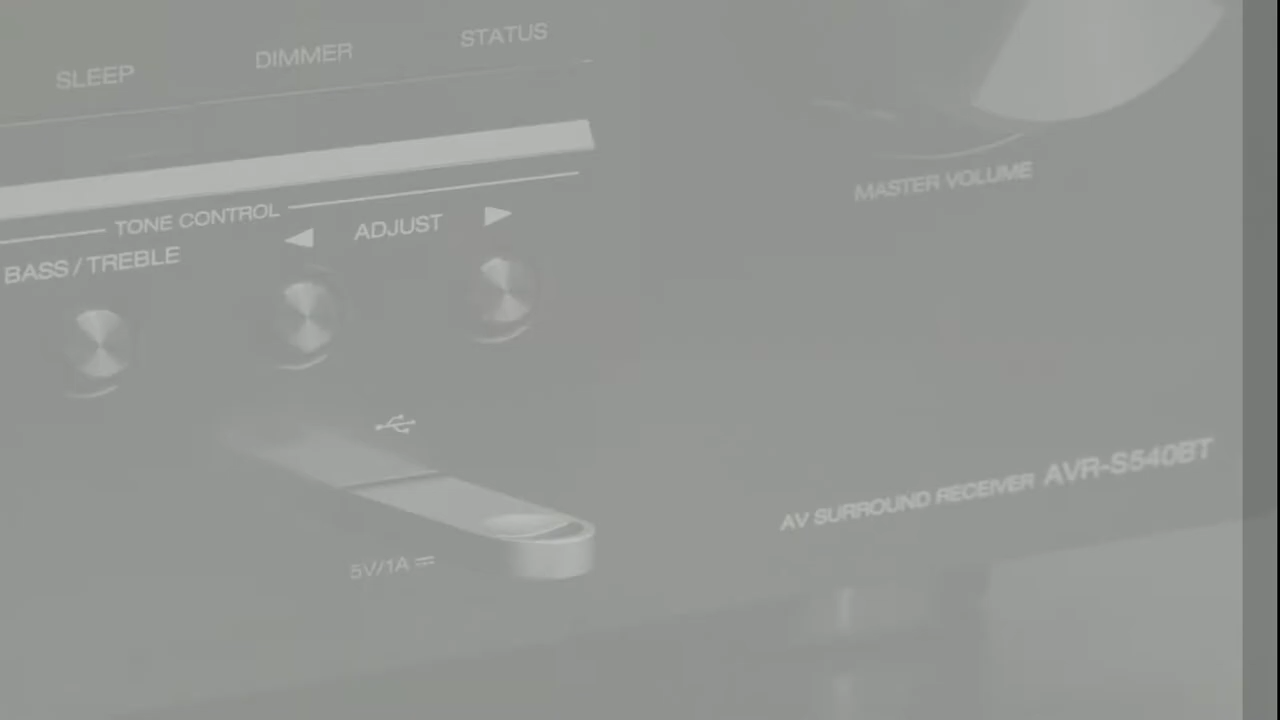 SLEEP
DIMMER
STATUS
TONE CONTROL
BASS / TREBLE
ADJUST
MASTER VOLUME
5V/1A
AV SURROUND RECEIVER AVR-S540BT